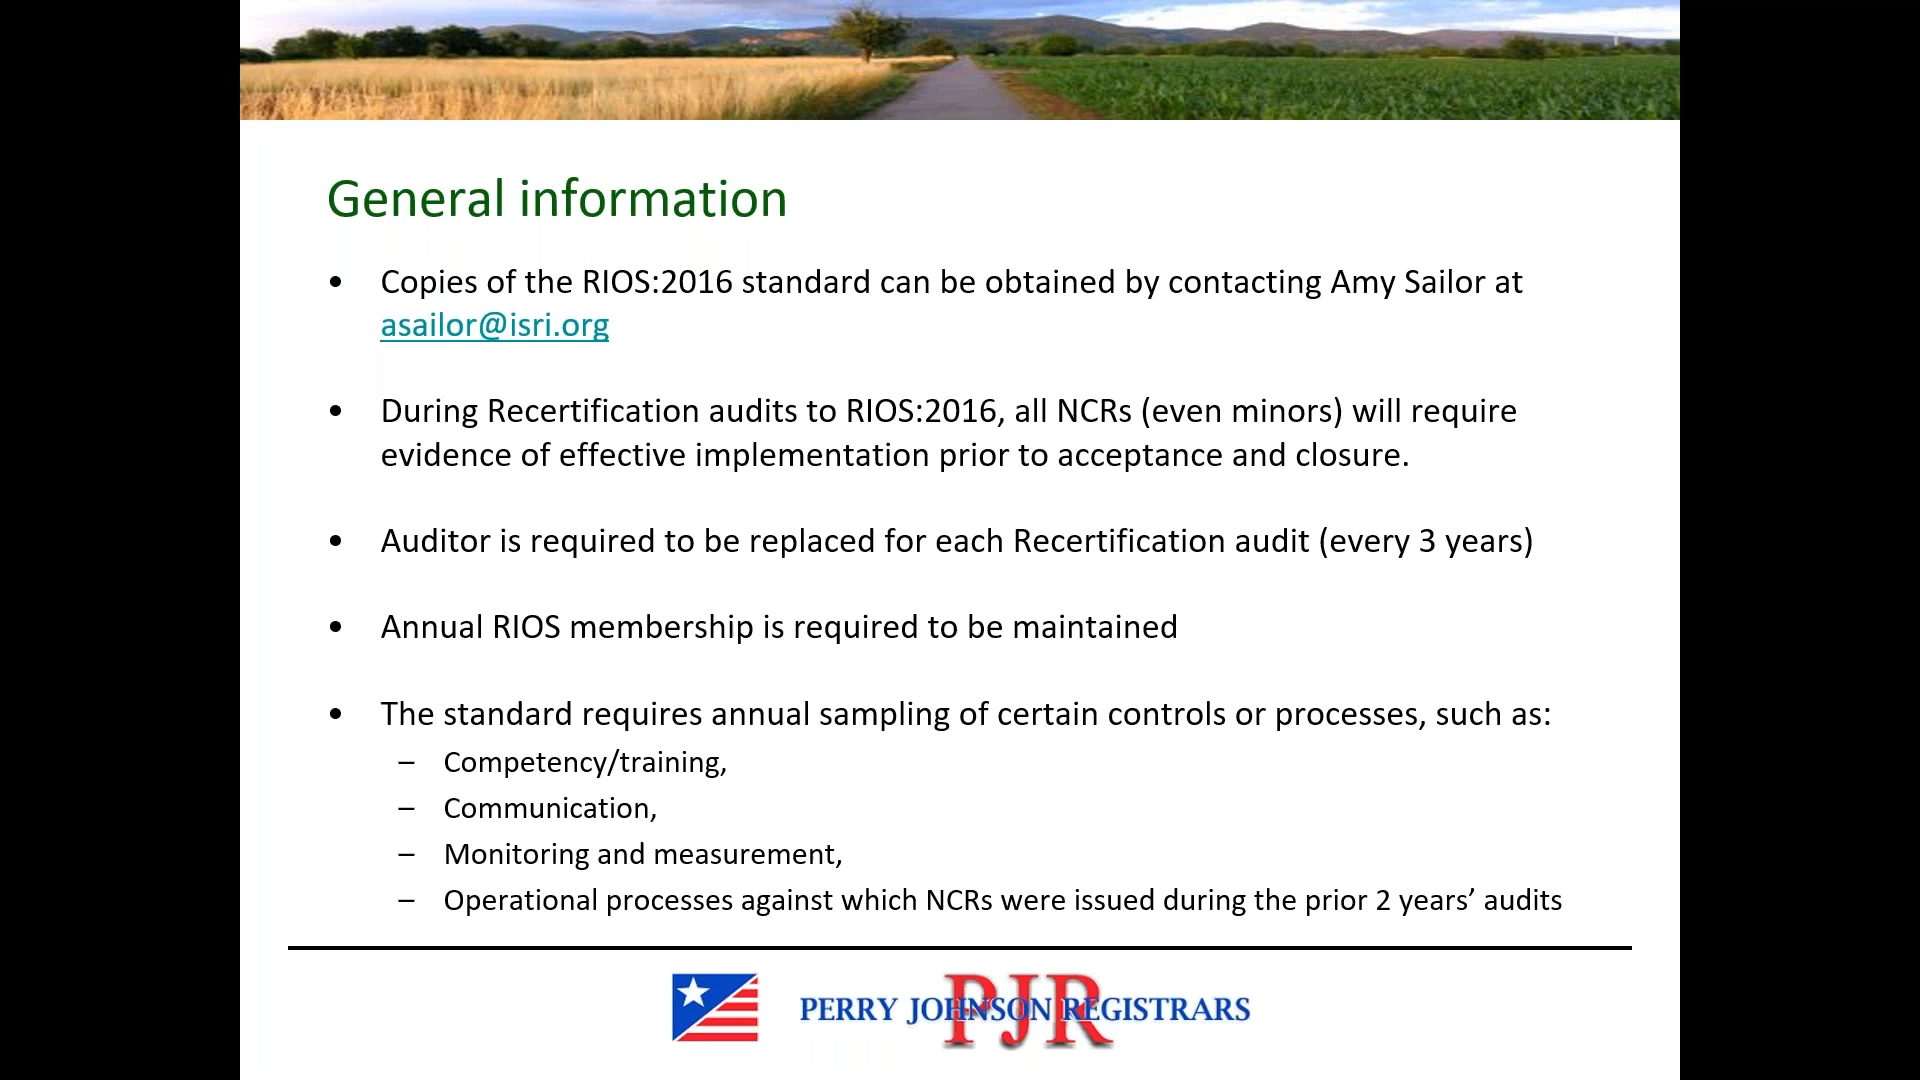 General information
• Copies of the RIOS:2016 standard can be obtained by contacting Amy Sailor at
asailor@isri.org
• During Recertification audits to RIOS:2016, all NCRs (even minors) will require
evidence of effective implementation prior to acceptance and closure.
• Auditor is required to be replaced for each Recertification audit (every 3 years)
• Annual RIOS membership is required to be maintained
• The standard requires annual sampling of certain controls or processes, such as:
– Competency/training,
– Communication,
– Monitoring and measurement,
– Operational processes against which NCRs were issued during the prior 2 years’ audits
PJR
PERRY JOHNSON REGISTRARS